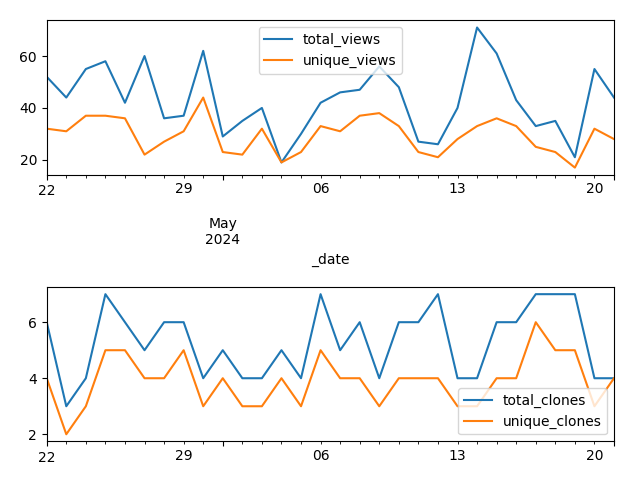 total_views
unique_views
60
40
20
22 29 06 13 20
May
2024
_date
6
4
2
total_clones
unique_clones
22 29 06 13 20